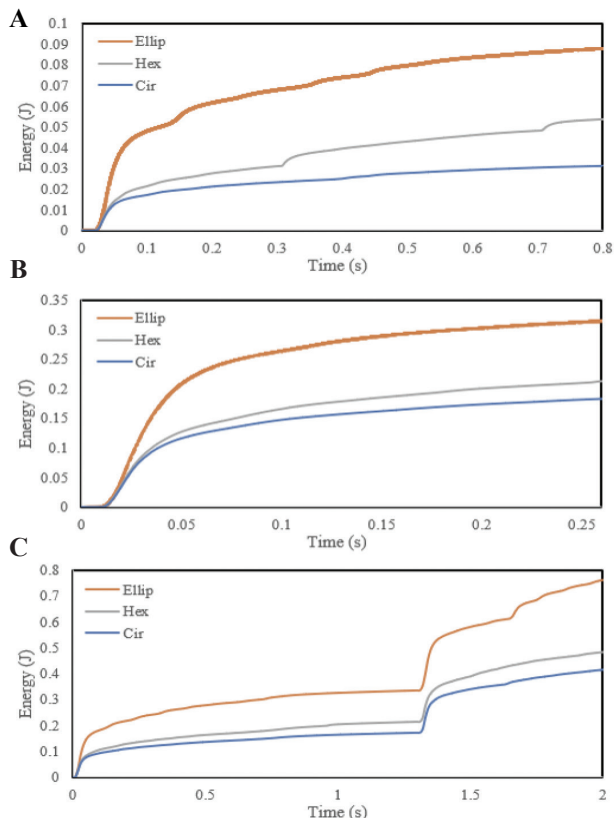 A
0.1
0.09
0.08
0.07
0.06
0.05
0.04
0.03
0.02
0.01
0
Energy (J)
Ellip
Hex
Cir
0 0.1 0.2 0.3 0.4 0.5 0.6 0.7 0.8
Time (s)
B
0.35
0.3
0.25
0.2
0.15
0.1
0.05
0
Energy (J)
Ellip
Hex
Cir
0 0.05 0.1 0.15 0.2 0.25
Time (s)
C
0.8
0.7
0.6
0.5
0.4
0.3
0.2
0.1
0
Energy (J)
Ellip
Hex
Cir
0 0.5 1 1.5 2
Time (s)